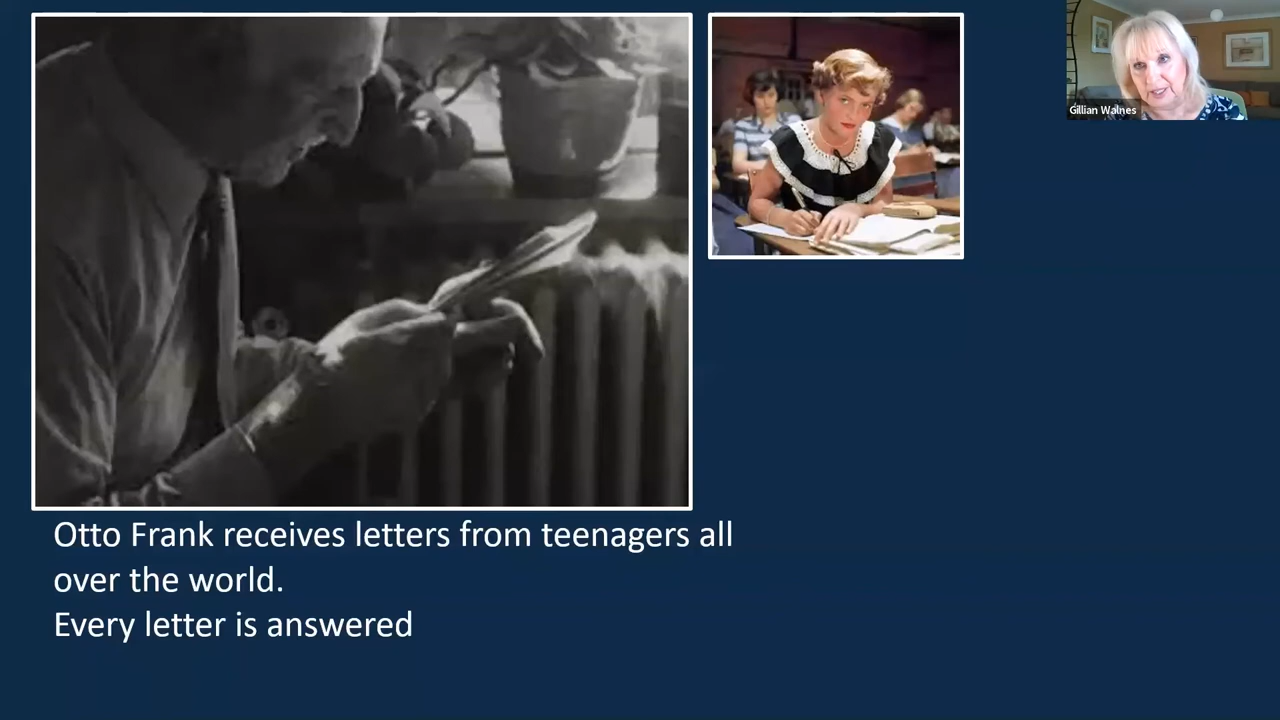 Gillian Walnes
Otto Frank receives letters from teenagers all
over the world.
Every letter is answered